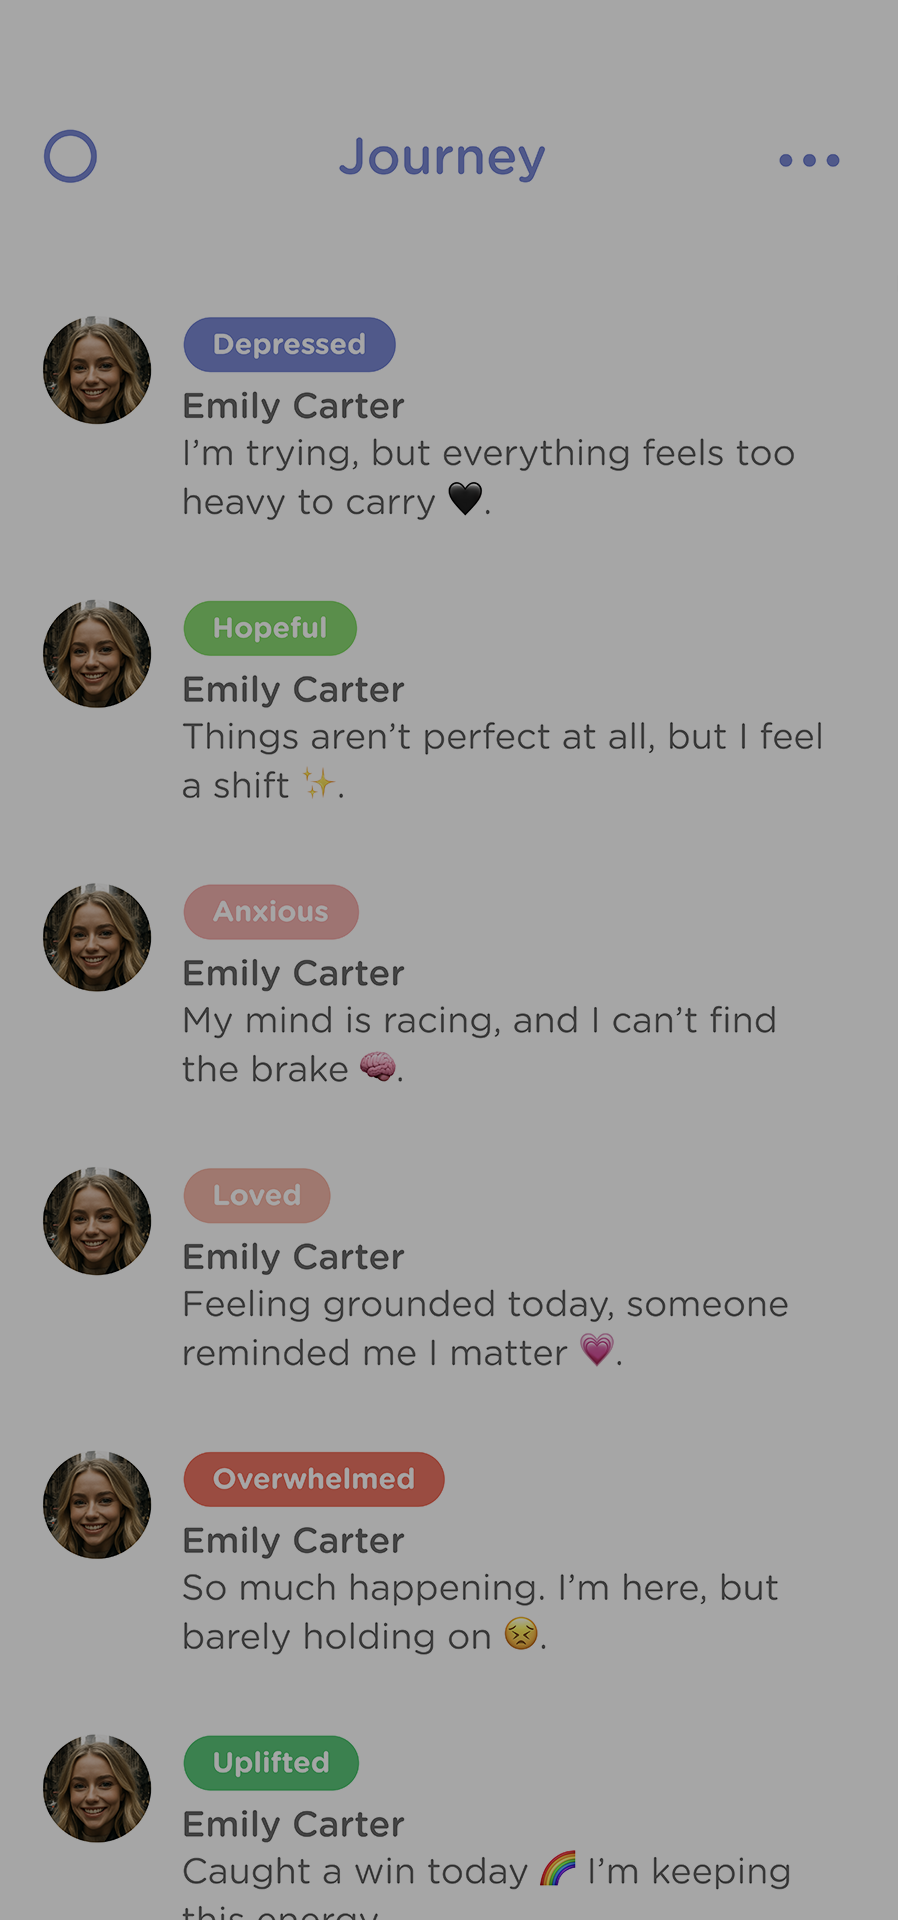 Journey
Depressed
Emily Carter
I’m trying, but everything feels too
heavy to carry 🖤.
Hopeful
Emily Carter
Things aren’t perfect at all, but I feel
a shift ✨.
Anxious
Emily Carter
My mind is racing, and I can’t find
the brake 🧠.
Loved
Emily Carter
Feeling grounded today, someone
reminded me I matter 💗.
Overwhelmed
Emily Carter
So much happening. I’m here, but
barely holding on 😣.
Uplifted
Emily Carter
Caught a win today 🌈 I’m keeping
this energy